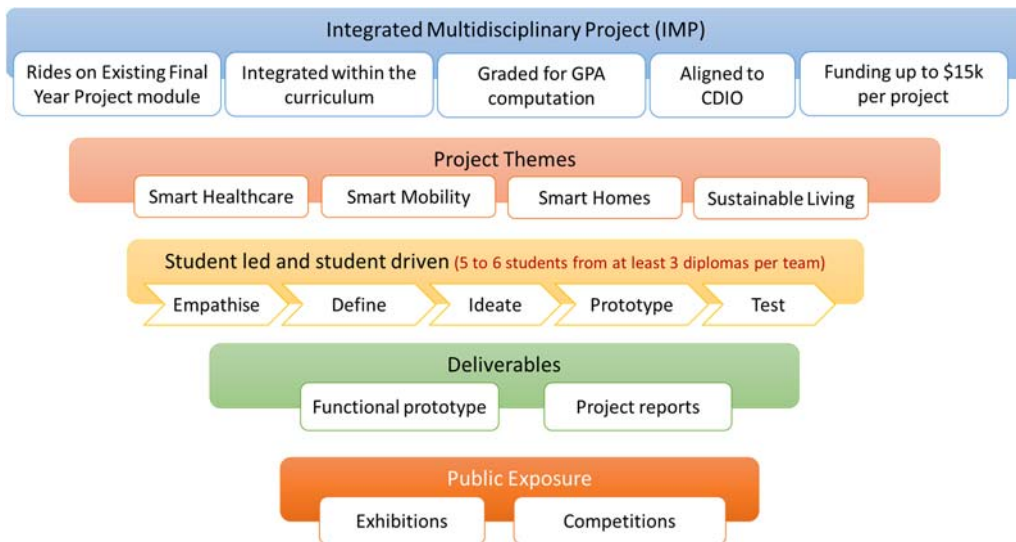 Integrated Multidisciplinary Project (IMP)
Rides on Existing Final
Year Project module
Integrated within the
curriculum
Graded for GPA
computation
Aligned to
CDIO
Funding up to $15k
per project
Project Themes
Smart Healthcare
Smart Mobility
Smart Homes
Sustainable Living
Student led and student driven (5 to 6 students from at least 3 diplomas per team)
Empathise
Define
Ideate
Prototype
Test
Deliverables
Functional prototype
Project reports
Public Exposure
Exhibitions
Competitions